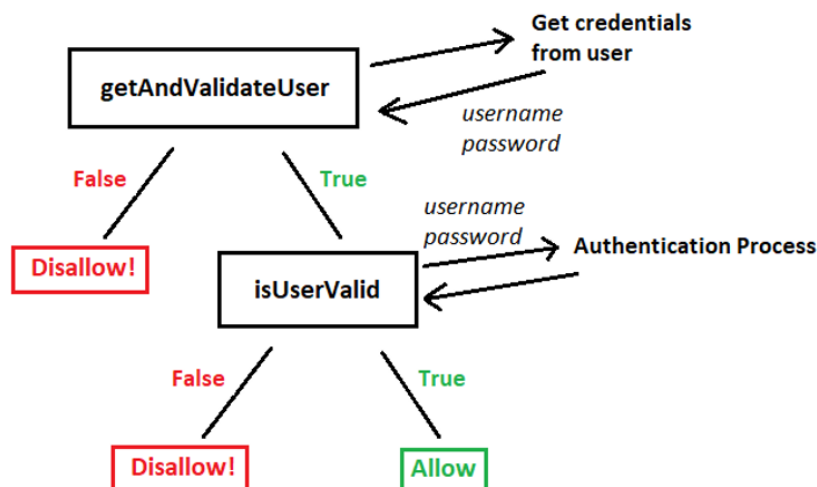 Get credentials
from user
getAndValidateUser
username
password
False
True
username
password
Authentication Process
Disallow!
isUserValid
False
True
Disallow!
Allow